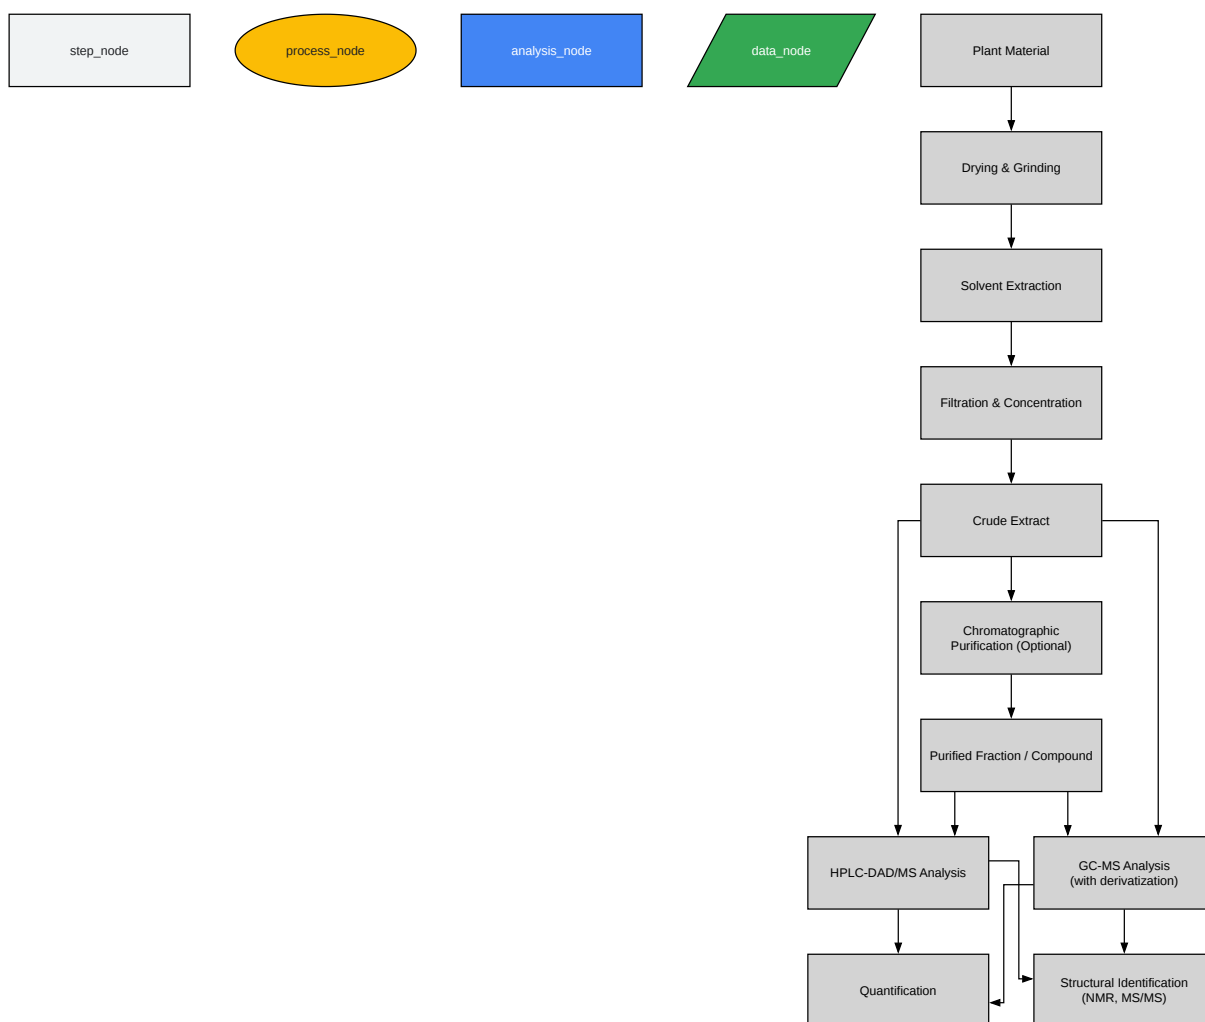 step_node
process_node
analysis_node
data_node
Plant Material
Drying & Grinding
Solvent Extraction
Filtration & Concentration
Crude Extract
Chromatographic
Purification (Optional)
Purified Fraction / Compound
HPLC-DAD/MS Analysis
GC-MS Analysis
(with derivatization)
Quantification
Structural Identification
(NMR, MS/MS)